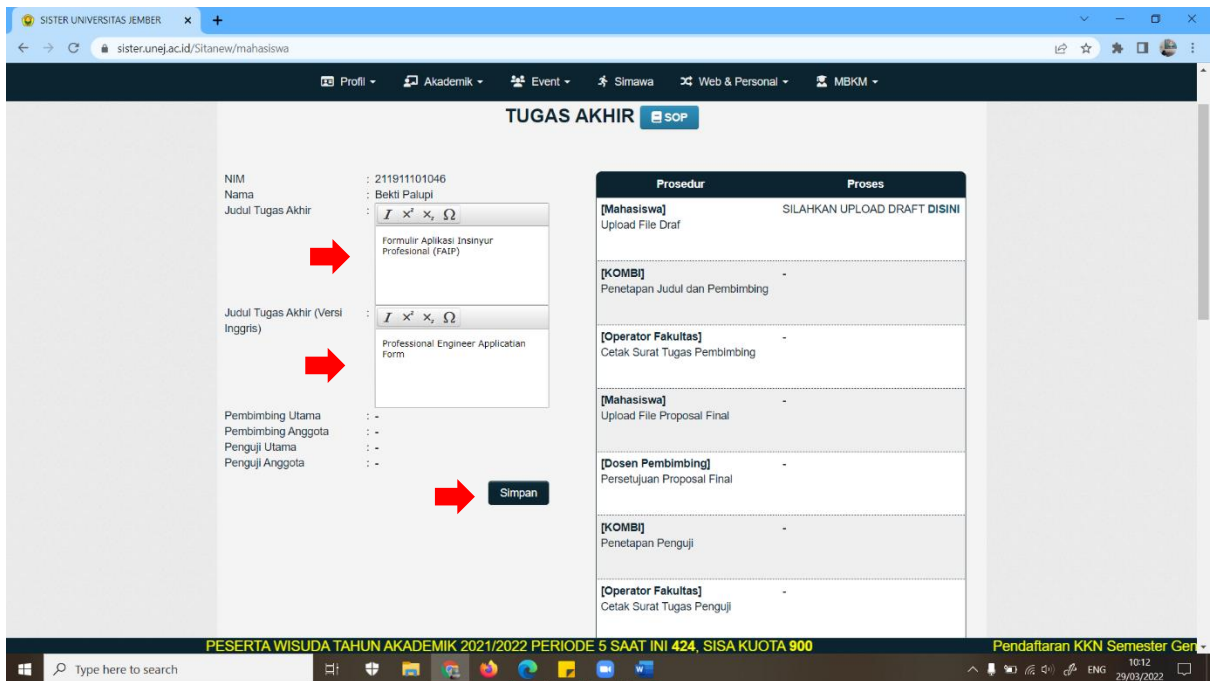 SISTER UNIVERSITAS JEMBER
sister.unej.ac.id/Sitanew/mahasiswa
Profil
Akademik
Event
Simawa
Web & Personal
MBKM
TUGAS AKHIR
SOP
NIM : 211911101046
Nama : Bekti Palupi
Judul Tugas Akhir :
I x² x, Ω
Formulir Aplikasi Insinyur
Profesional (FAIP)
Judul Tugas Akhir (Versi :
Inggris)
I x² x, Ω
Professional Engineer Applicatian
Form
Pembimbing Utama : -
Pembimbing Anggota : -
Penguji Utama : -
Penguji Anggota : -
Simpan
Prosedur Proses
[Mahasiswa] SILAHKAN UPLOAD DRAFT DISINI
Upload File Draf
[KOMBI] -
Penetapan Judul dan Pembimbing
[Operator Fakultas] -
Cetak Surat Tugas Pembimbing
[Mahasiswa] -
Upload File Proposal Final
[Dosen Pembimbing] -
Persetujuan Proposal Final
[KOMBI] -
Penetapan Penguji
[Operator Fakultas] -
Cetak Surat Tugas Penguji
PESERTA WISUDA TAHUN AKADEMIK 2021/2022 PERIODE 5 SAAT INI 424, SISA KUOTA 900
Pendaftaran KKN Semester Gen
Type here to search
ENG
10:12
29/03/2022